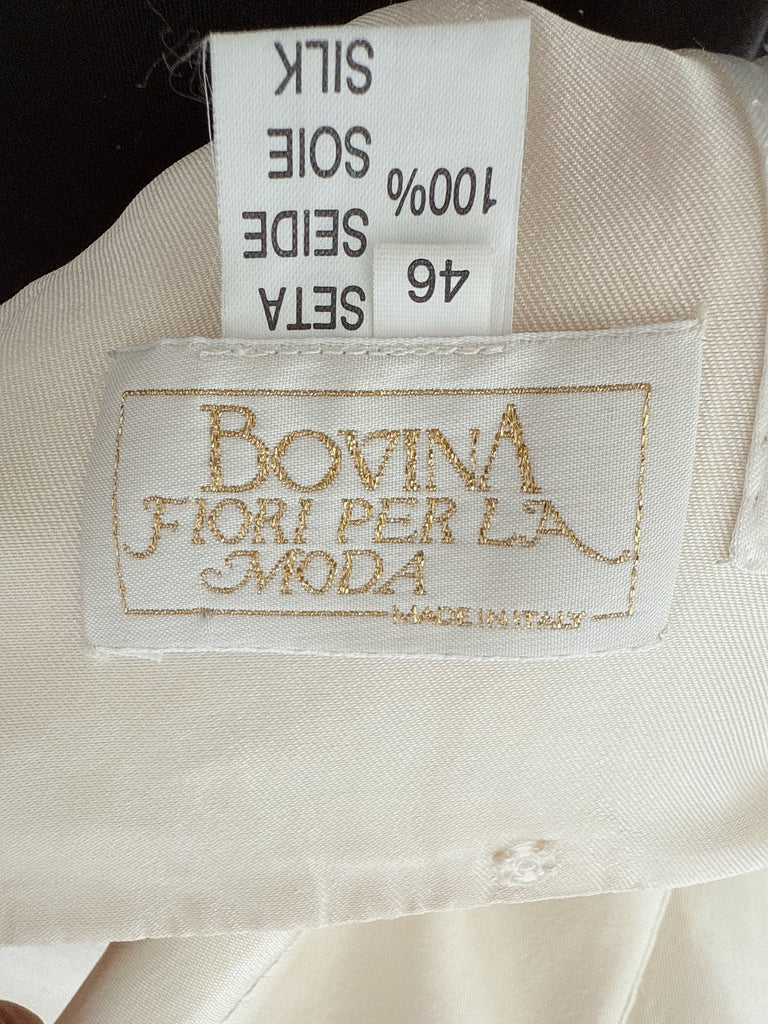 SETA
SEIDE
SOIE
SILK
100%
46
BOVINA
FIORI PER LA
MODA
MADE IN ITALY